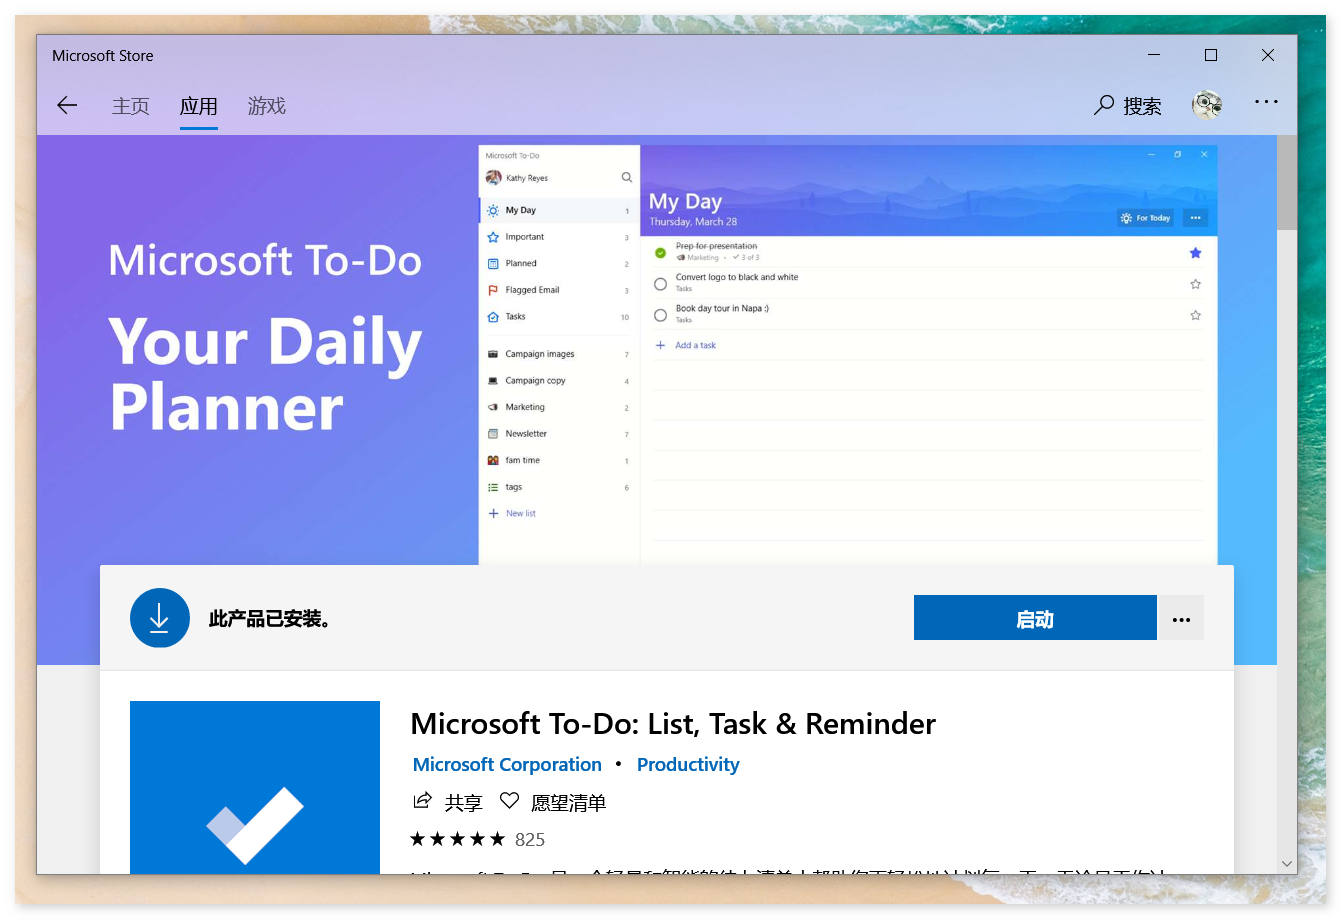 Microsoft Store
主页 应用 游戏 搜索
Microsoft To-Do
Your Daily
Planner
Microsoft To-Do
Kathy Reyes
My Day 1
Important 3
Planned 2
Flagged Email 3
Tasks 10
Campaign images 7
Campaign copy 4
Marketing 2
Newsletter 7
fam time 1
tags 6
New list
My Day
Thursday, March 28
For Today
Prep for presentation
Marketing • 3 of 3
Convert logo to black and white
Tasks
Book day tour in Napa :)
Tasks
Add a task
此产品已安装。
启动
Microsoft To-Do: List, Task & Reminder
Microsoft Corporation • Productivity
共享 愿望清单
825